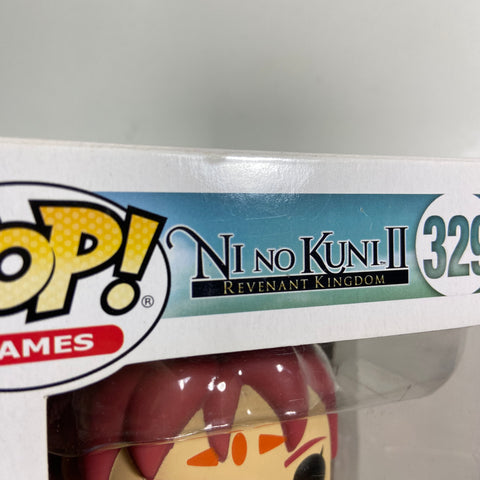 OP!
®
AMES
NI NO KUNI II
REVENANT KINGDOM
329